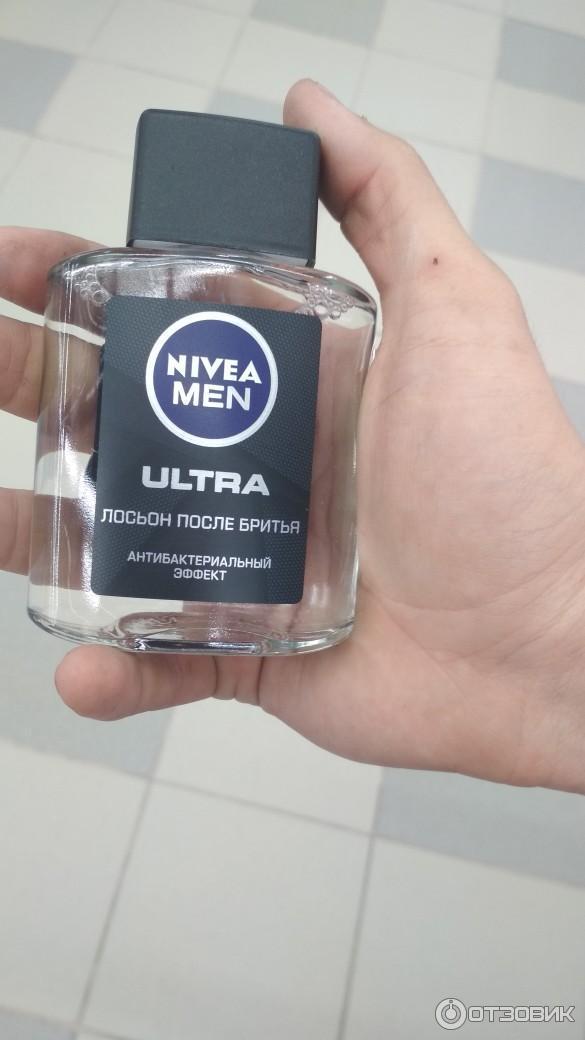 NIVEA
MEN
ULTRA
ЛОСЬОН ПОСЛЕ БРИТЬЯ
АНТИБАКТЕРИАЛЬНЫЙ
ЭФФЕКТ
ОТЗОВИК